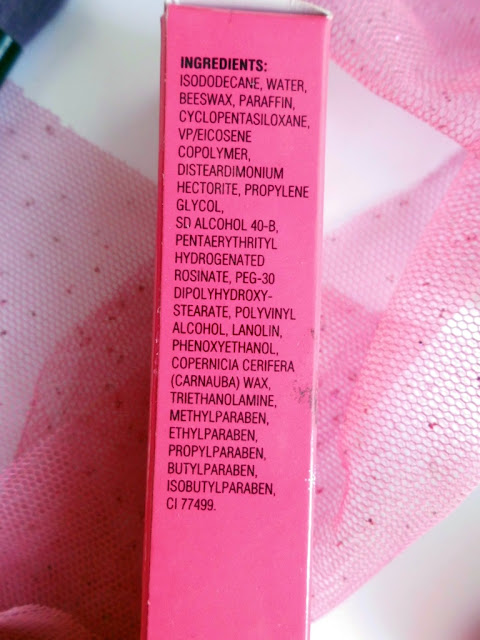 INGREDIENTS:
ISODODECANE, WATER,
BEESWAX, PARAFFIN,
CYCLOPENTASILOXANE,
VP/EICOSENE
COPOLYMER,
DISTEARDIMONIUM
HECTORITE, PROPYLENE
GLYCOL,
SD ALCOHOL 40-B,
PENTAERYTHRITYL
HYDROGENATED
ROSINATE, PEG-30
DIPOLYHYDROXY-
STEARATE, POLYVINYL
ALCOHOL, LANOLIN,
PHENOXYETHANOL,
COPERNICIA CERIFERA
(CARNAUBA) WAX,
TRIETHANOLAMINE,
METHYLPARABEN,
ETHYLPARABEN,
PROPYLPARABEN,
BUTYLPARABEN,
ISOBUTYLPARABEN,
CI 77499.